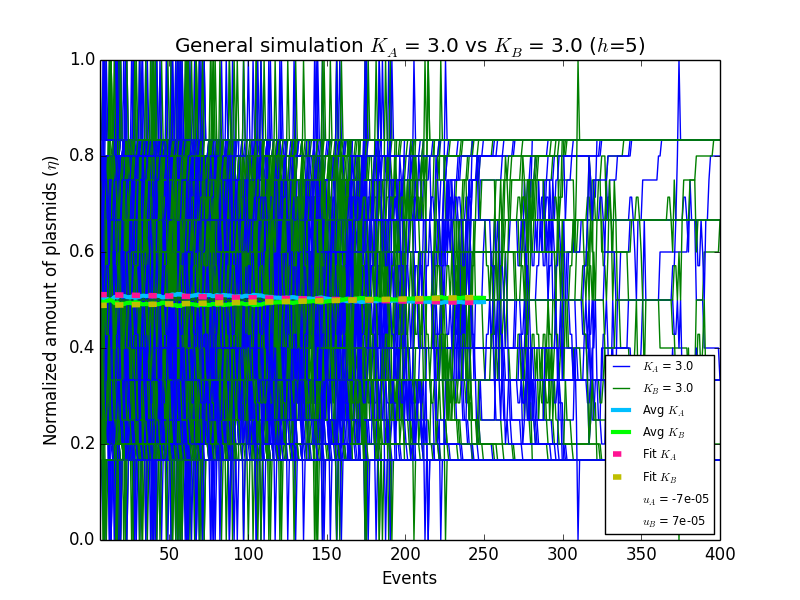 General simulation K_A = 3.0 vs K_B = 3.0 (h=5)
Normalized amount of plasmids (η)
1.0
0.8
0.6
0.4
0.2
0.0
K_A = 3.0
K_B = 3.0
Avg K_A
Avg K_B
Fit K_A
Fit K_B
u_A = -7e-05
u_B = 7e-05
50 100 150 200 250 300 350 400
Events